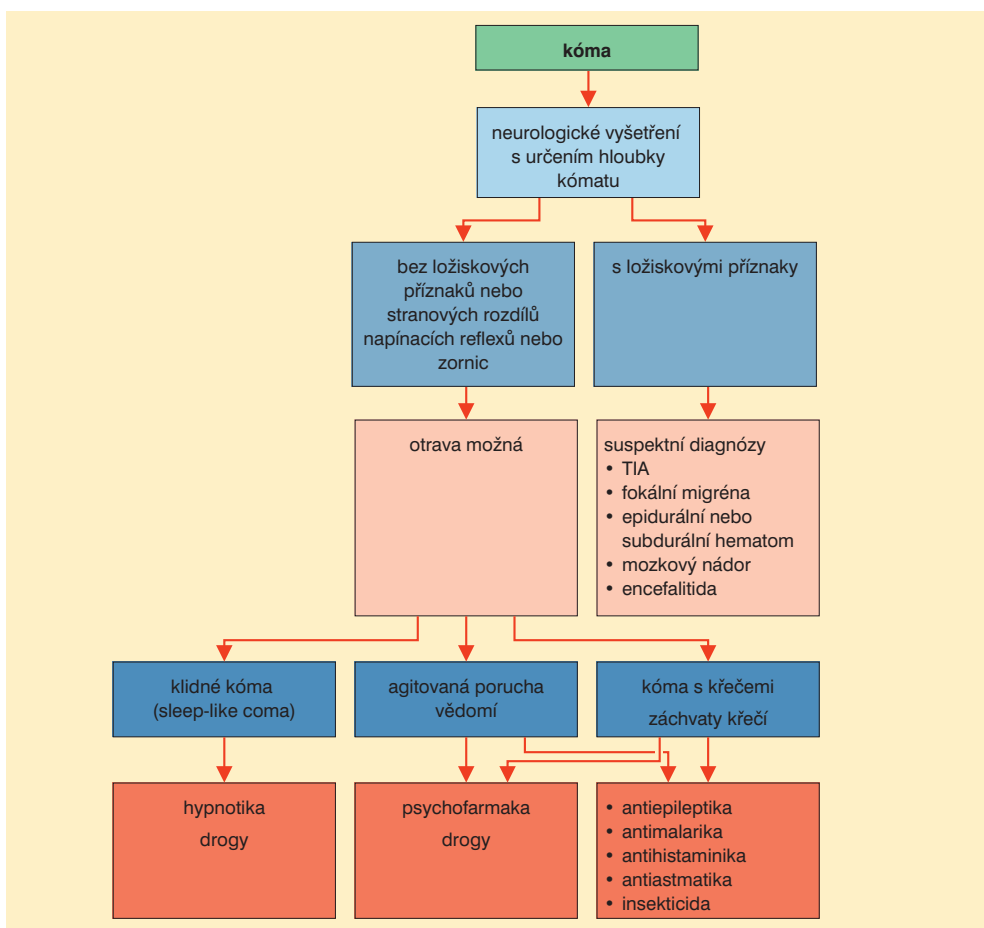 kóma
neurologické vyšetření
s určením hloubky
kómatu
bez ložiskových
příznaků nebo
stranových rozdílů
napínacích reflexů nebo
zornic
s ložiskovými příznaky
otrava možná
suspektní diagnózy
• TIA
• fokální migréna
• epidurální nebo
subdurální hematom
• mozkový nádor
• encefalitida
klidné kóma
(sleep-like coma)
agitovaná porucha
vědomí
kóma s křečemi
záchvaty křečí
hypnotika
drogy
psychofarmaka
drogy
• antiepileptika
• antimalarika
• antihistaminika
• antiastmatika
• insekticida